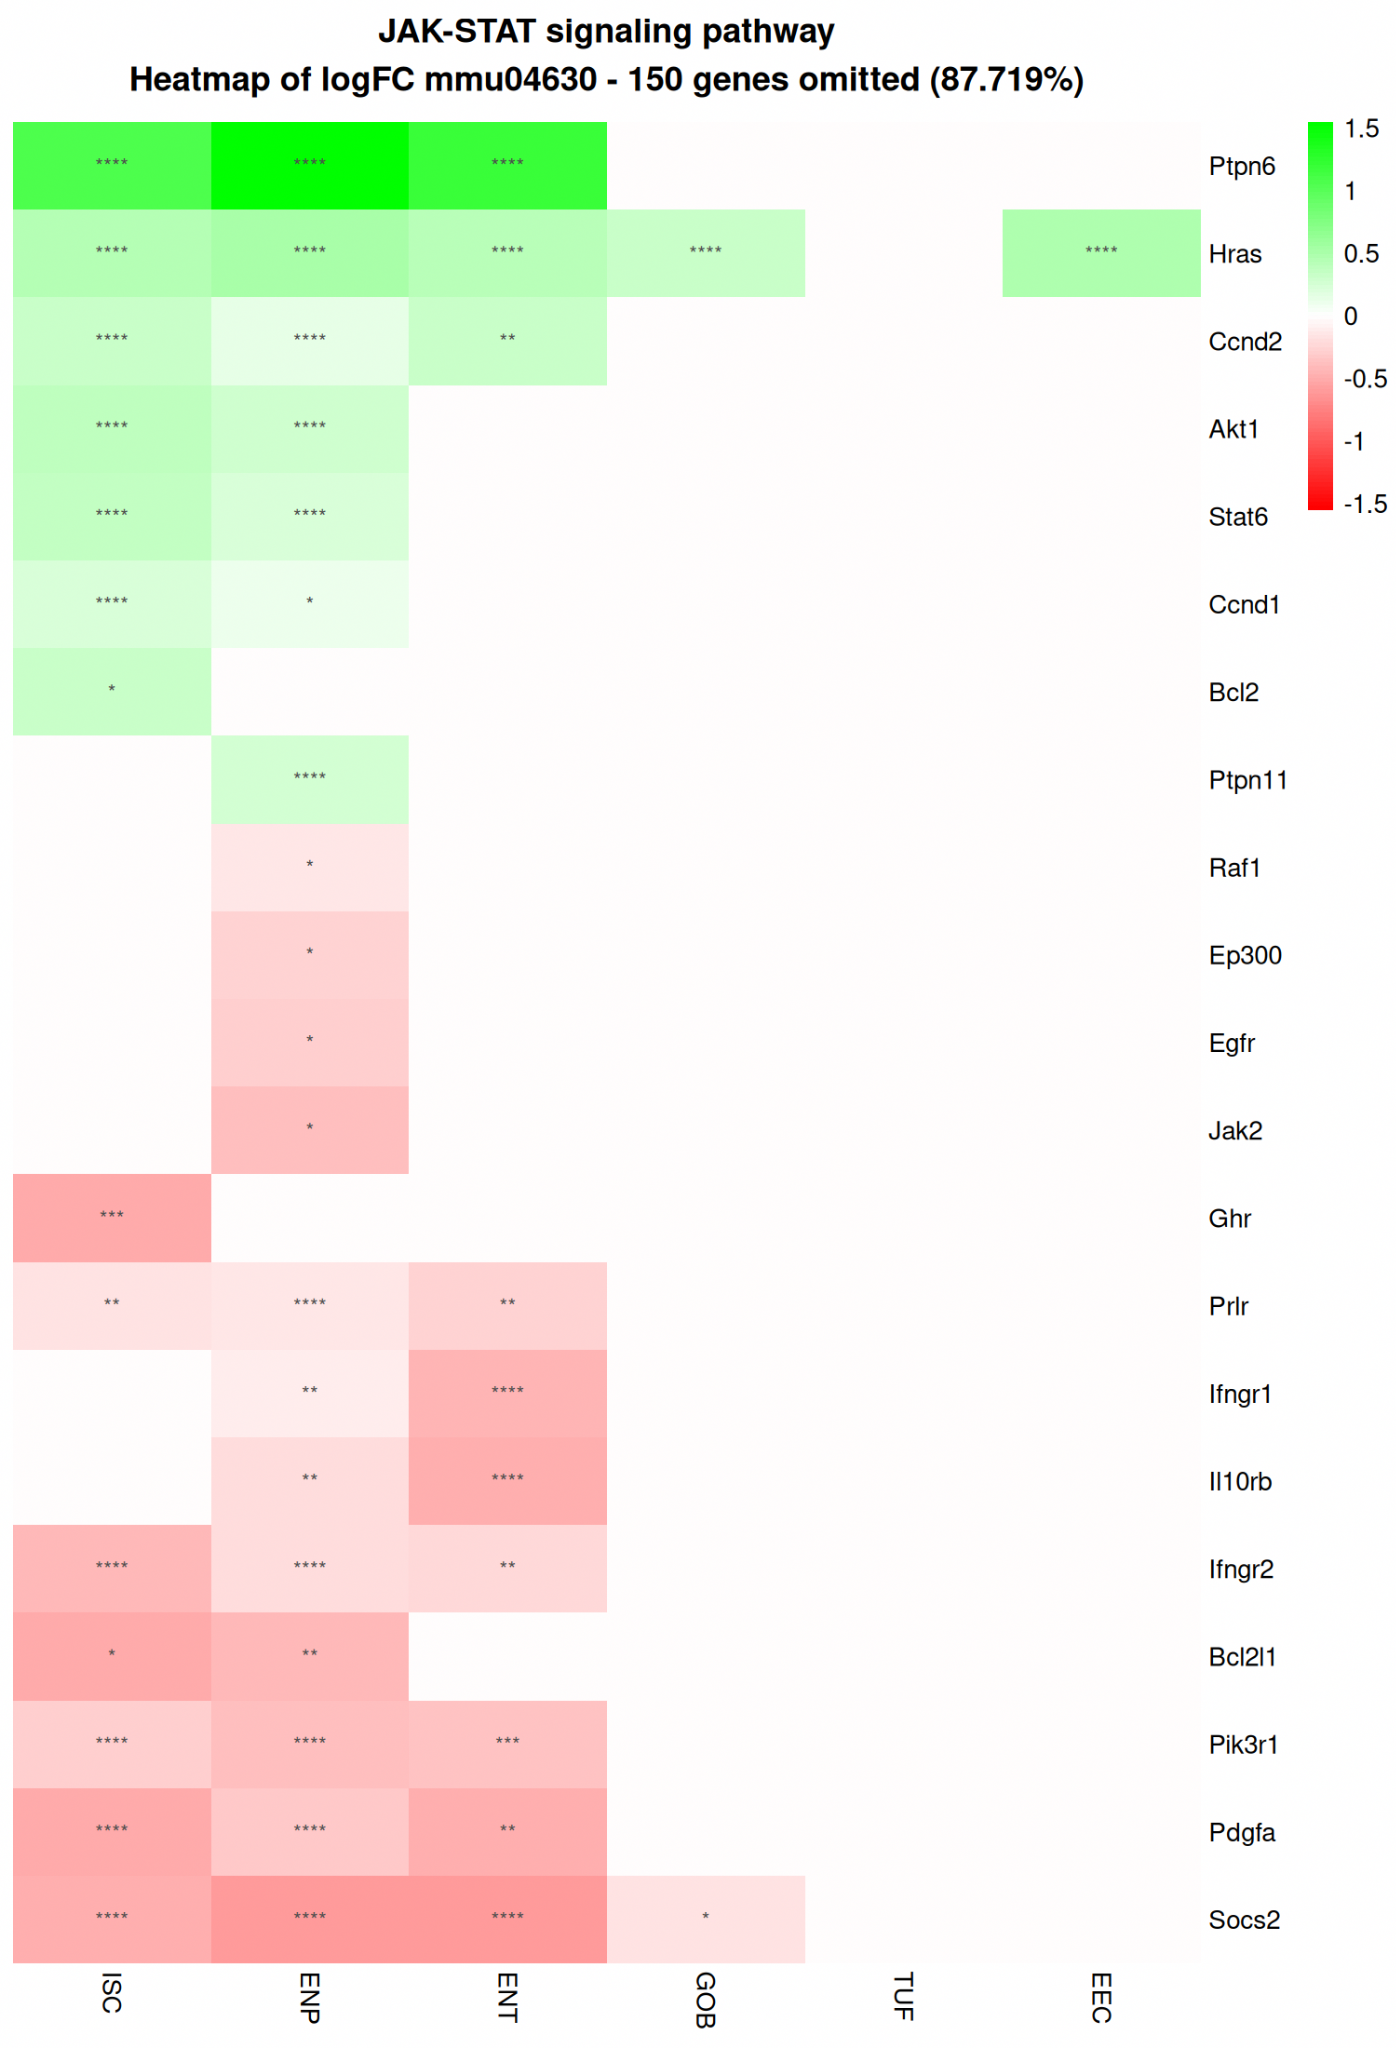 JAK-STAT signaling pathway
Heatmap of logFC mmu04630 - 150 genes omitted (87.719%)
1.5
1
0.5
0
-0.5
-1
-1.5
**** **** **** Ptpn6
**** **** **** **** **** Hras
**** **** ** Ccnd2
**** **** Akt1
**** **** Stat6
**** * Ccnd1
* Bcl2
**** Ptpn11
* Raf1
* Ep300
* Egfr
* Jak2
*** Ghr
** **** ** Prlr
** **** Ifngr1
** **** Il10rb
**** **** ** Ifngr2
* ** Bcl2l1
**** **** *** Pik3r1
**** **** ** Pdgfa
**** **** **** * Socs2
ISC ENP ENT GOB TUF EEC